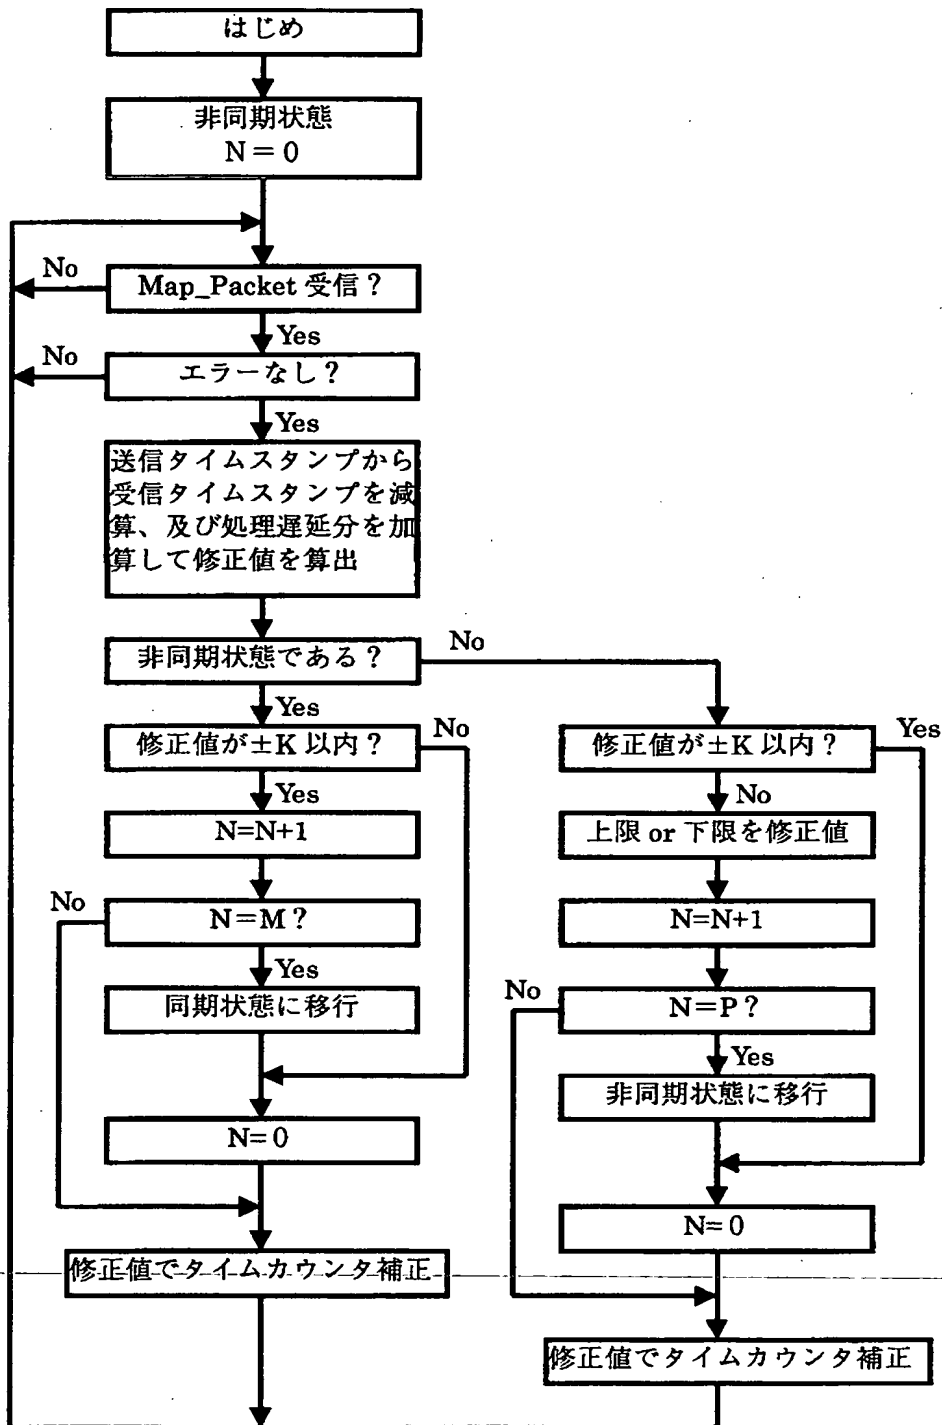 はじめ
非同期状態
N＝0
No
Map_Packet 受信？
Yes
No
エラーなし？
Yes
送信タイムスタンプから
受信タイムスタンプを減
算、及び処理遅延分を加
算して修正値を算出
No
非同期状態である？
Yes
No
修正値が±K 以内？
Yes
N=N+1
No
N＝M？
Yes
同期状態に移行
N=0
修正値でタイムカウンタ補正
Yes
修正値が±K 以内？
No
上限 or 下限を修正値
N=N+1
No
N＝P？
Yes
非同期状態に移行
N=0
修正値でタイムカウンタ補正